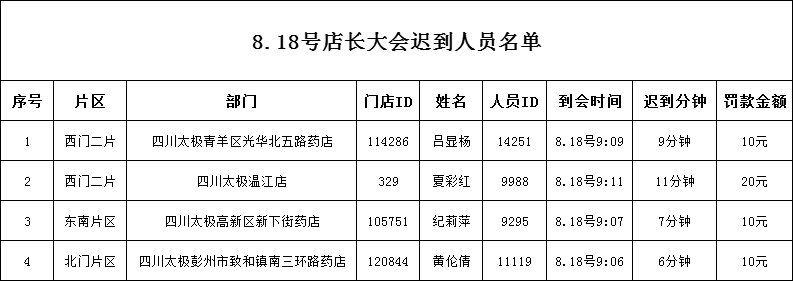 8.18号店长大会迟到人员名单
序号 片区 部门 门店ID 姓名 人员ID 到会时间 迟到分钟 罚款金额
1 西门二片 四川太极青羊区光华北五路药店 114286 吕显杨 14251 8.18号9:09 9分钟 10元
2 西门二片 四川太极温江店 329 夏彩红 9988 8.18号9:11 11分钟 20元
3 东南片区 四川太极高新区新下街药店 105751 纪莉萍 9295 8.18号9:07 7分钟 10元
4 北门片区 四川太极彭州市致和镇南三环路药店 120844 黄伦倩 11119 8.18号9:06 6分钟 10元